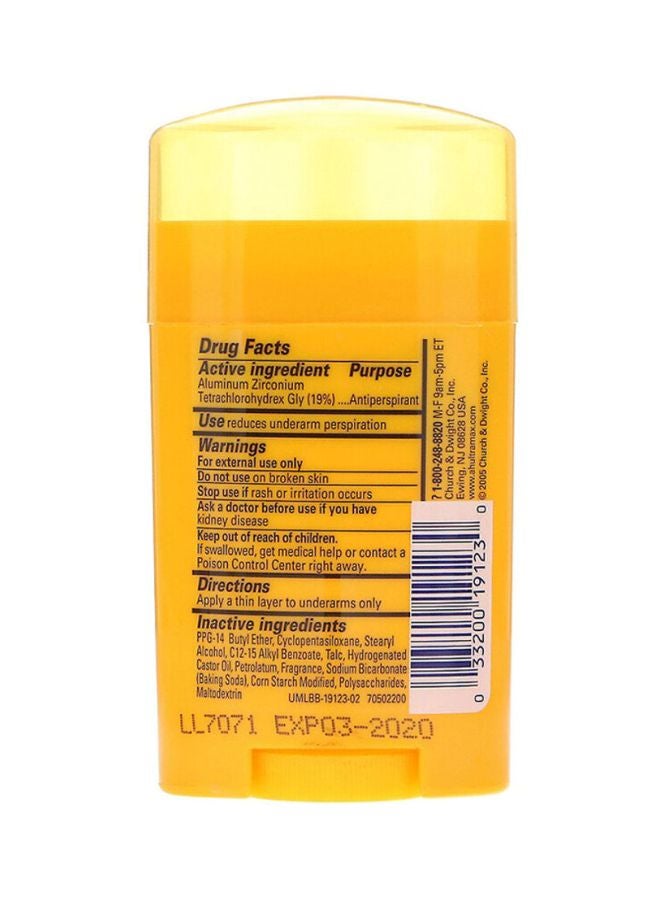 Drug Facts
Active ingredient Purpose
Aluminum Zirconium
Tetrachlorohydrex Gly (19%) ....Antiperspirant
Use reduces underarm perspiration
Warnings
For external use only
Do not use on broken skin
Stop use if rash or irritation occurs
Ask a doctor before use if you have
kidney disease
Keep out of reach of children.
If swallowed, get medical help or contact a
Poison Control Center right away.
Directions
Apply a thin layer to underarms only
Inactive ingredients
PPG-14 Butyl Ether, Cyclopentasiloxane, Stearyl
Alcohol, C12-15 Alkyl Benzoate, Talc, Hydrogenated
Castor Oil, Petrolatum, Fragrance, Sodium Bicarbonate
(Baking Soda), Corn Starch Modified, Polysaccharides,
Maltodextrin
UMLBB-19123-02 70502200
LL7071 EXP03-2020
? 1-800-248-8820 M-F 9am-5pm ET
Church & Dwight Co., Inc.
Ewing, NJ 08628 USA
www.ahultramax.com
© 2005 Church & Dwight Co., Inc.
0 33200 19123 0